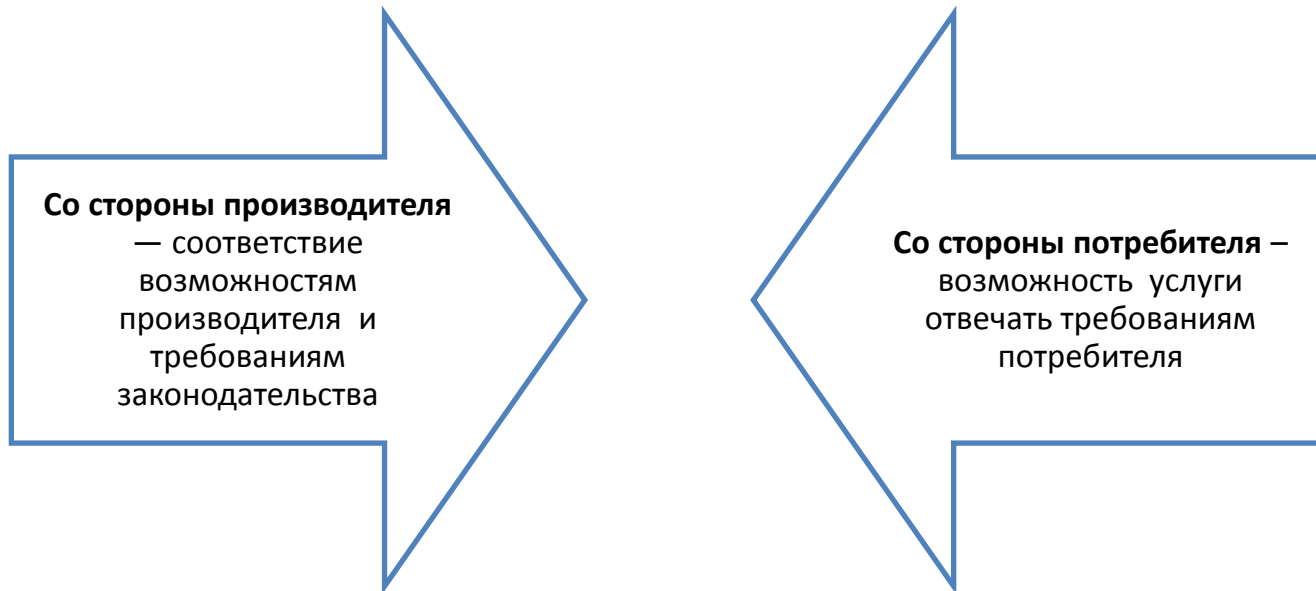 Со стороны производителя
— соответствие
возможностям
производителя и
требованиям
законодательства
Со стороны потребителя –
возможность услуги
отвечать требованиям
потребителя